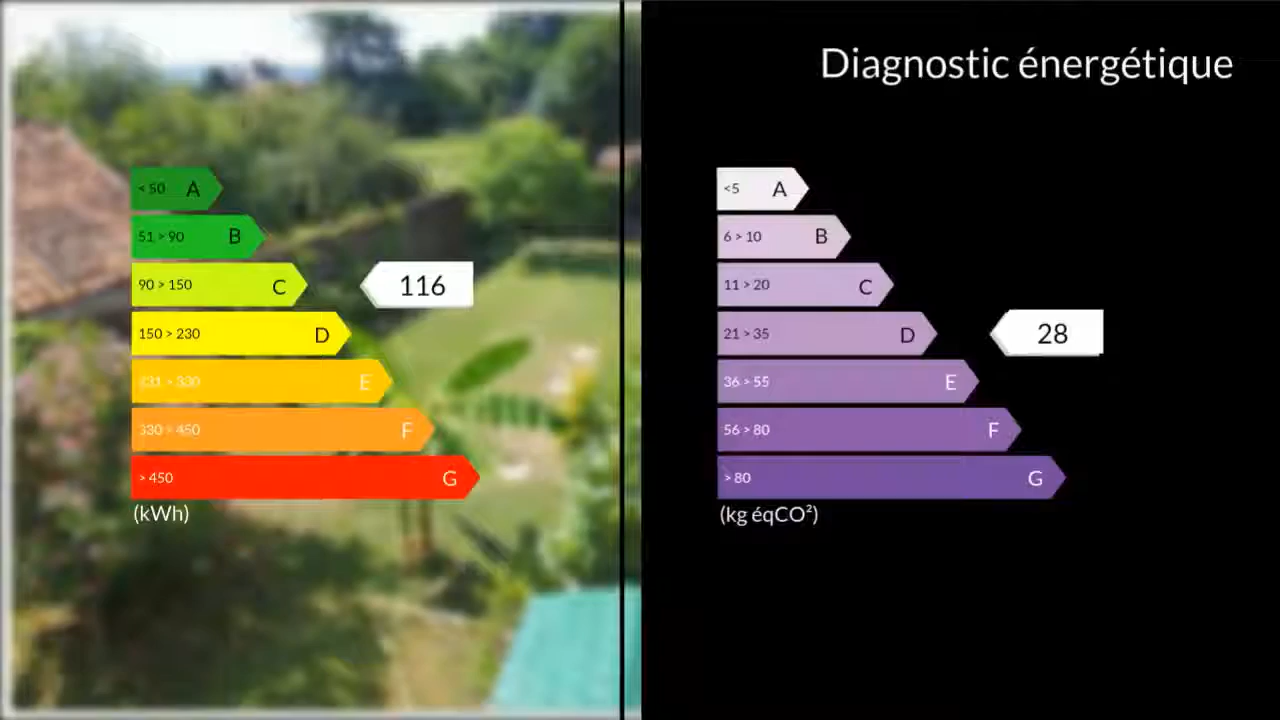 Diagnostic énergétique
< 50 A
51 > 90 B
90 > 150 C
116
150 > 230 D
231 > 330 E
330 > 450 F
> 450 G
(kWh)
<5 A
6 > 10 B
11 > 20 C
21 > 35 D
28
36 > 55 E
56 > 80 F
> 80 G
(kg éqCO²)